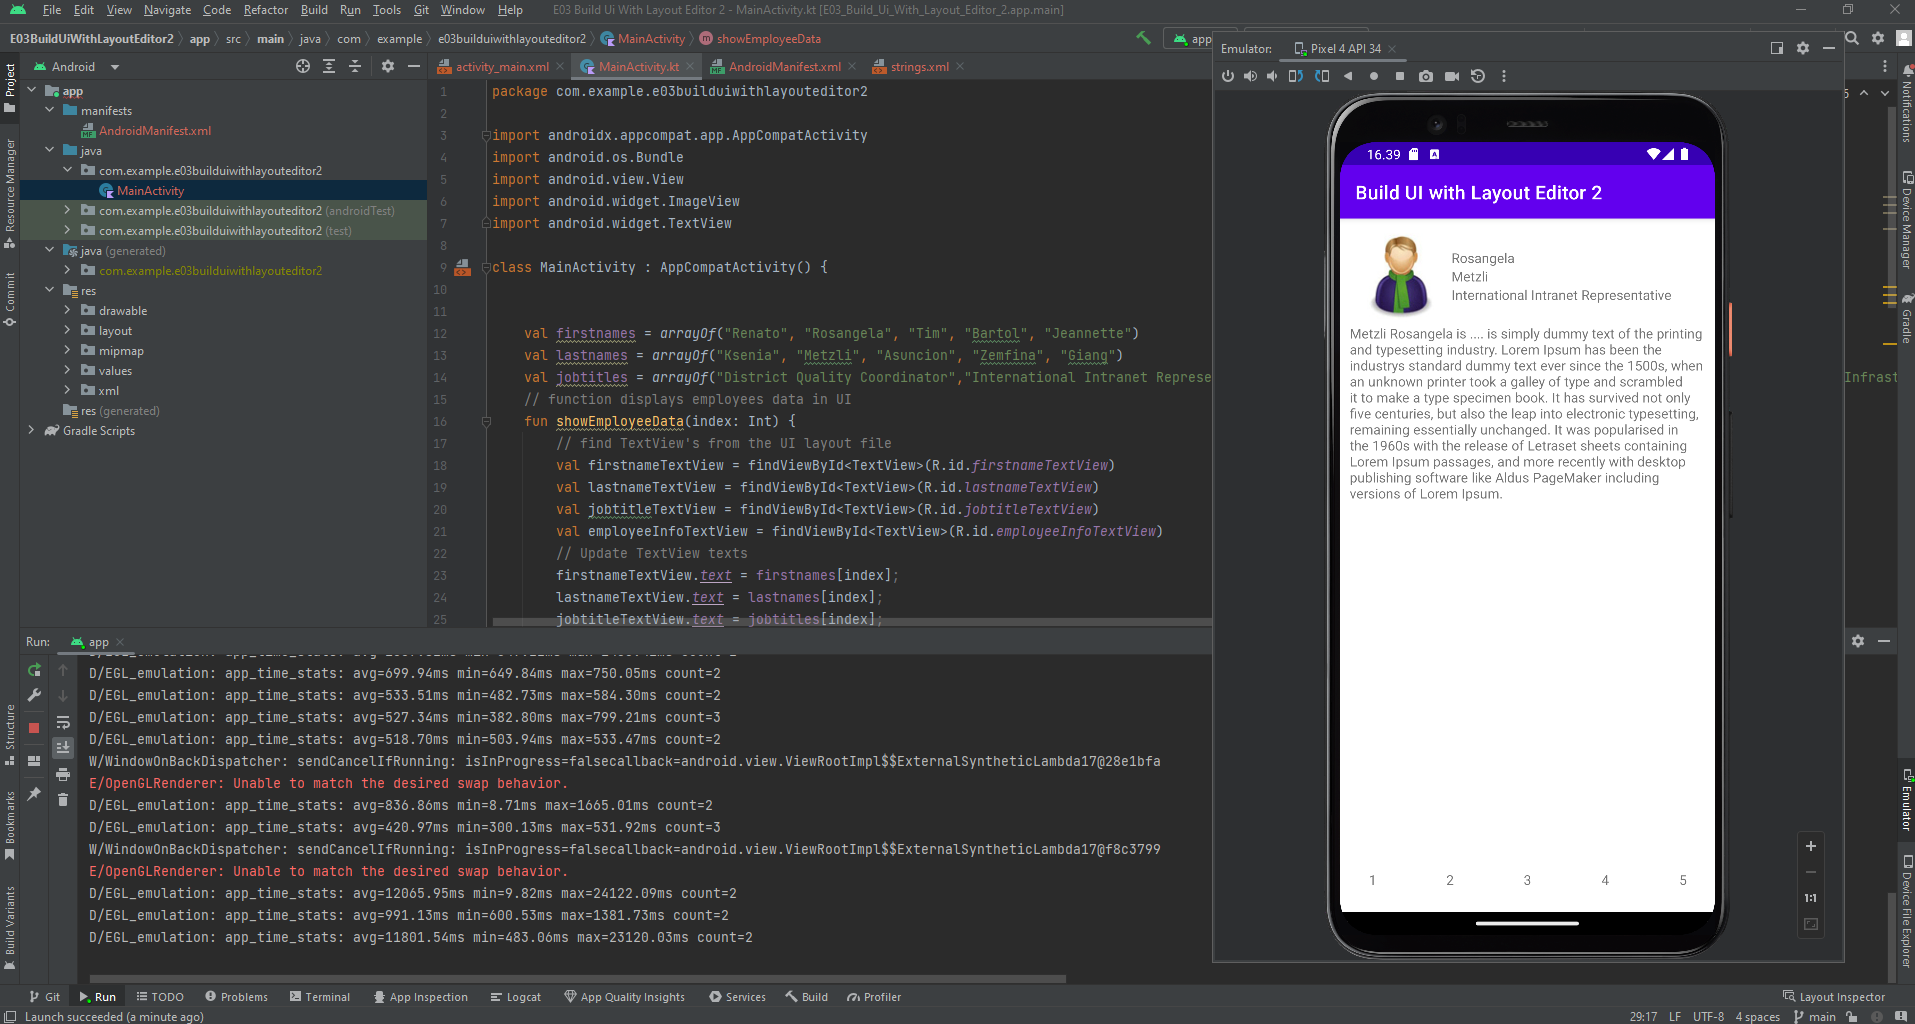 File Edit View Navigate Code Refactor Build Run Tools Git Window Help E03 Build Ui With Layout Editor 2 - MainActivity.kt [E03_Build_Ui_With_Layout_Editor_2.app.main]
E03BuildUiWithLayoutEditor2 app src main java com example e03builduiwithlayouteditor2 MainActivity showEmployeeData app
Project
Resource Manager
Commit
Structure
Bookmarks
Build Variants
Android
app
manifests
AndroidManifest.xml
java
com.example.e03builduiwithlayouteditor2
MainActivity
com.example.e03builduiwithlayouteditor2 (androidTest)
com.example.e03builduiwithlayouteditor2 (test)
java (generated)
com.example.e03builduiwithlayouteditor2
res
drawable
layout
mipmap
values
xml
res (generated)
Gradle Scripts
activity_main.xml MainActivity.kt AndroidManifest.xml strings.xml
1 package com.example.e03builduiwithlayouteditor2
2
3 import androidx.appcompat.app.AppCompatActivity
4 import android.os.Bundle
5 import android.view.View
6 import android.widget.ImageView
7 import android.widget.TextView
8
9 class MainActivity : AppCompatActivity() {
10
11
12 val firstnames = arrayOf("Renato", "Rosangela", "Tim", "Bartol", "Jeannette")
13 val lastnames = arrayOf("Ksenia", "Metzli", "Asuncion", "Zemfina", "Giang")
14 val jobtitles = arrayOf("District Quality Coordinator","International Intranet Represe
15 // function displays employees data in UI
16 fun showEmployeeData(index: Int) {
17 // find TextView's from the UI layout file
18 val firstnameTextView = findViewById<TextView>(R.id.firstnameTextView)
19 val lastnameTextView = findViewById<TextView>(R.id.lastnameTextView)
20 val jobtitleTextView = findViewById<TextView>(R.id.jobtitleTextView)
21 val employeeInfoTextView = findViewById<TextView>(R.id.employeeInfoTextView)
22 // Update TextView texts
23 firstnameTextView.text = firstnames[index];
24 lastnameTextView.text = lastnames[index];
25 jobtitleTextView.text = jobtitles[index];
Infrast
5
Emulator: Pixel 4 API 34
16.39
Build UI with Layout Editor 2
Rosangela
Metzli
International Intranet Representative
Metzli Rosangela is .... is simply dummy text of the printing
and typesetting industry. Lorem Ipsum has been the
industrys standard dummy text ever since the 1500s, when
an unknown printer took a galley of type and scrambled
it to make a type specimen book. It has survived not only
five centuries, but also the leap into electronic typesetting,
remaining essentially unchanged. It was popularised in
the 1960s with the release of Letraset sheets containing
Lorem Ipsum passages, and more recently with desktop
publishing software like Aldus PageMaker including
versions of Lorem Ipsum.
1 2 3 4 5
1:1
Notifications
Device Manager
Gradle
Emulator
Device File Explorer
Run: app
D/EGL_emulation: app_time_stats: avg=699.94ms min=649.84ms max=750.05ms count=2
D/EGL_emulation: app_time_stats: avg=533.51ms min=482.73ms max=584.30ms count=2
D/EGL_emulation: app_time_stats: avg=527.34ms min=382.80ms max=799.21ms count=3
D/EGL_emulation: app_time_stats: avg=518.70ms min=503.94ms max=533.47ms count=2
W/WindowOnBackDispatcher: sendCancelIfRunning: isInProgress=falsecallback=android.view.ViewRootImpl$$ExternalSyntheticLambda17@28e1bfa
E/OpenGLRenderer: Unable to match the desired swap behavior.
D/EGL_emulation: app_time_stats: avg=836.86ms min=8.71ms max=1665.01ms count=2
D/EGL_emulation: app_time_stats: avg=420.97ms min=300.13ms max=531.92ms count=3
W/WindowOnBackDispatcher: sendCancelIfRunning: isInProgress=falsecallback=android.view.ViewRootImpl$$ExternalSyntheticLambda17@f8c3799
E/OpenGLRenderer: Unable to match the desired swap behavior.
D/EGL_emulation: app_time_stats: avg=12065.95ms min=9.82ms max=24122.09ms count=2
D/EGL_emulation: app_time_stats: avg=991.13ms min=600.53ms max=1381.73ms count=2
D/EGL_emulation: app_time_stats: avg=11801.54ms min=483.06ms max=23120.03ms count=2
Git Run TODO Problems Terminal App Inspection Logcat App Quality Insights Services Build Profiler Layout Inspector
Launch succeeded (a minute ago) 29:17 LF UTF-8 4 spaces main